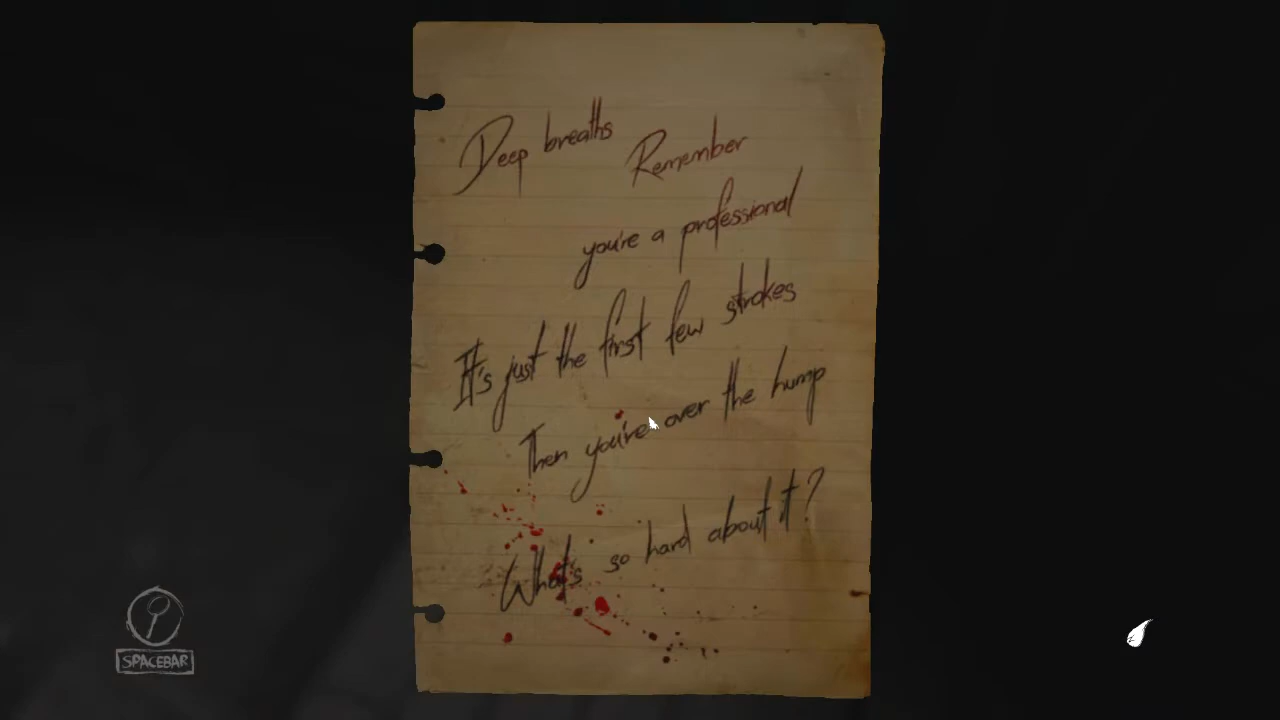 Deep breaths
Remember
you're a professional
It's just the first few strokes
Then you're over the hump
What's so hard about it?
SPACEBAR